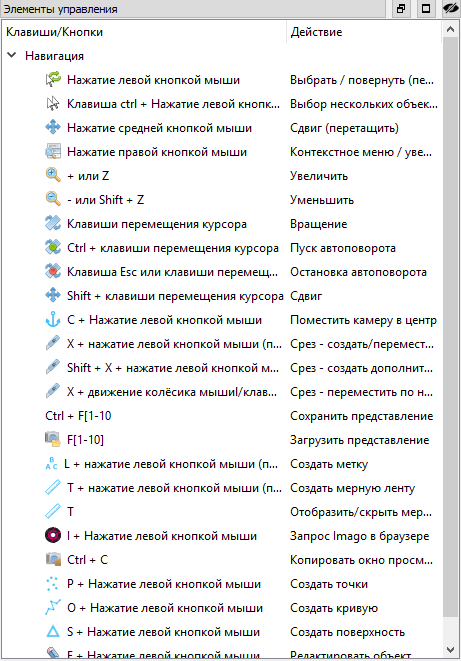 Элементы управления
Клавиши/Кнопки Действие
Навигация
Нажатие левой кнопкой мыши Выбрать / повернуть (пе...
Клавиша ctrl + Нажатие левой кнопк... Выбор нескольких объек...
Нажатие средней кнопкой мыши Сдвиг (перетащить)
Нажатие правой кнопкой мыши Контекстное меню / уве...
+ или Z Увеличить
- или Shift + Z Уменьшить
Клавиши перемещения курсора Вращение
Ctrl + клавиши перемещения курсора Пуск автоповорота
Клавиша Esc или клавиши перемещ... Остановка автоповорота
Shift + клавиши перемещения курсора Сдвиг
C + Нажатие левой кнопкой мыши Поместить камеру в центр
X + нажатие левой кнопкой мыши (п... Срез - создать/перемест...
Shift + X + нажатие левой кнопкой м... Срез - создать дополнит...
X + движение колёсика мышиl/клав... Срез - переместить по н...
Ctrl + F[1-10 Сохранить представление
F[1-10] Загрузить представление
L + нажатие левой кнопкой мыши (п... Создать метку
T + нажатие левой кнопкой мыши (п... Создать мерную ленту
T Отобразить/скрыть мер...
I + Нажатие левой кнопкой мыши Запрос Imago в браузере
Ctrl + C Копировать окно просм...
P + Нажатие левой кнопкой мыши Создать точки
O + Нажатие левой кнопкой мыши Создать кривую
S + Нажатие левой кнопкой мыши Создать поверхность
E + Нажатие левой кнопкой мыши Редактировать объект